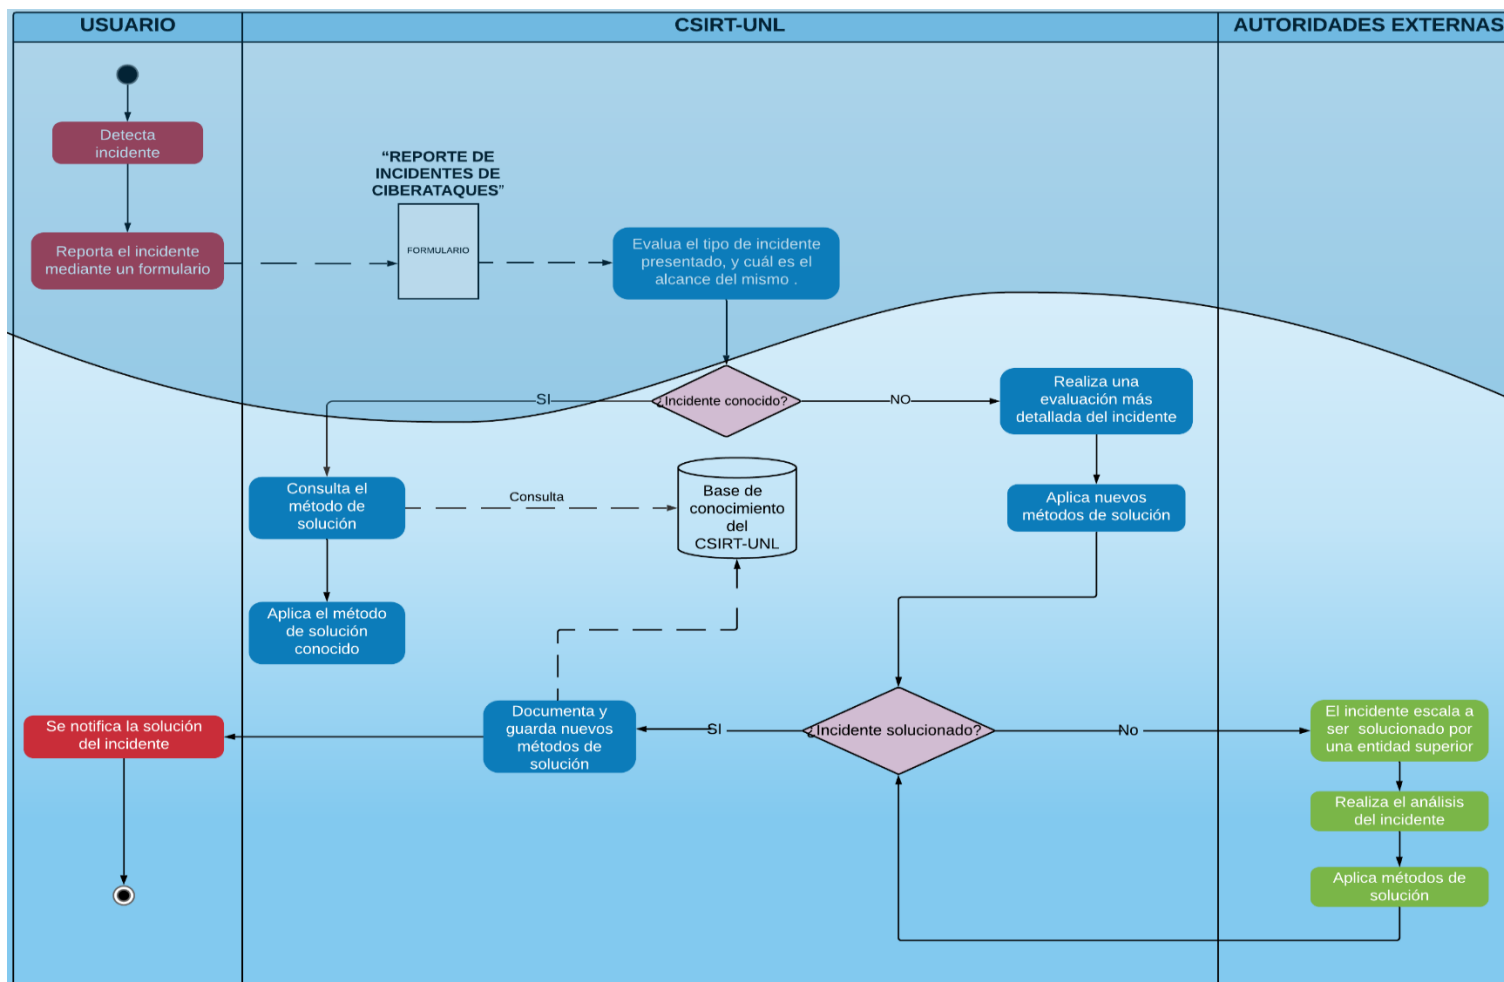 USUARIO
CSIRT-UNL
AUTORIDADES EXTERNAS
Detecta
incidente
Reporta el incidente
mediante un formulario
“REPORTE DE
INCIDENTES DE
CIBERATAQUES”
FORMULARIO
Evalua el tipo de incidente
presentado, y cuál es el
alcance del mismo .
¿Incidente conocido?
SI
NO
Realiza una
evaluación más
detallada del incidente
Consulta el
método de
solución
Consulta
Base de
conocimiento
del
CSIRT-UNL
Aplica nuevos
métodos de solución
Aplica el método
de solución
conocido
Se notifica la solución
del incidente
Documenta y
guarda nuevos
métodos de
solución
SI
¿Incidente solucionado?
No
El incidente escala a
ser solucionado por
una entidad superior
Realiza el análisis
del incidente
Aplica métodos de
solución